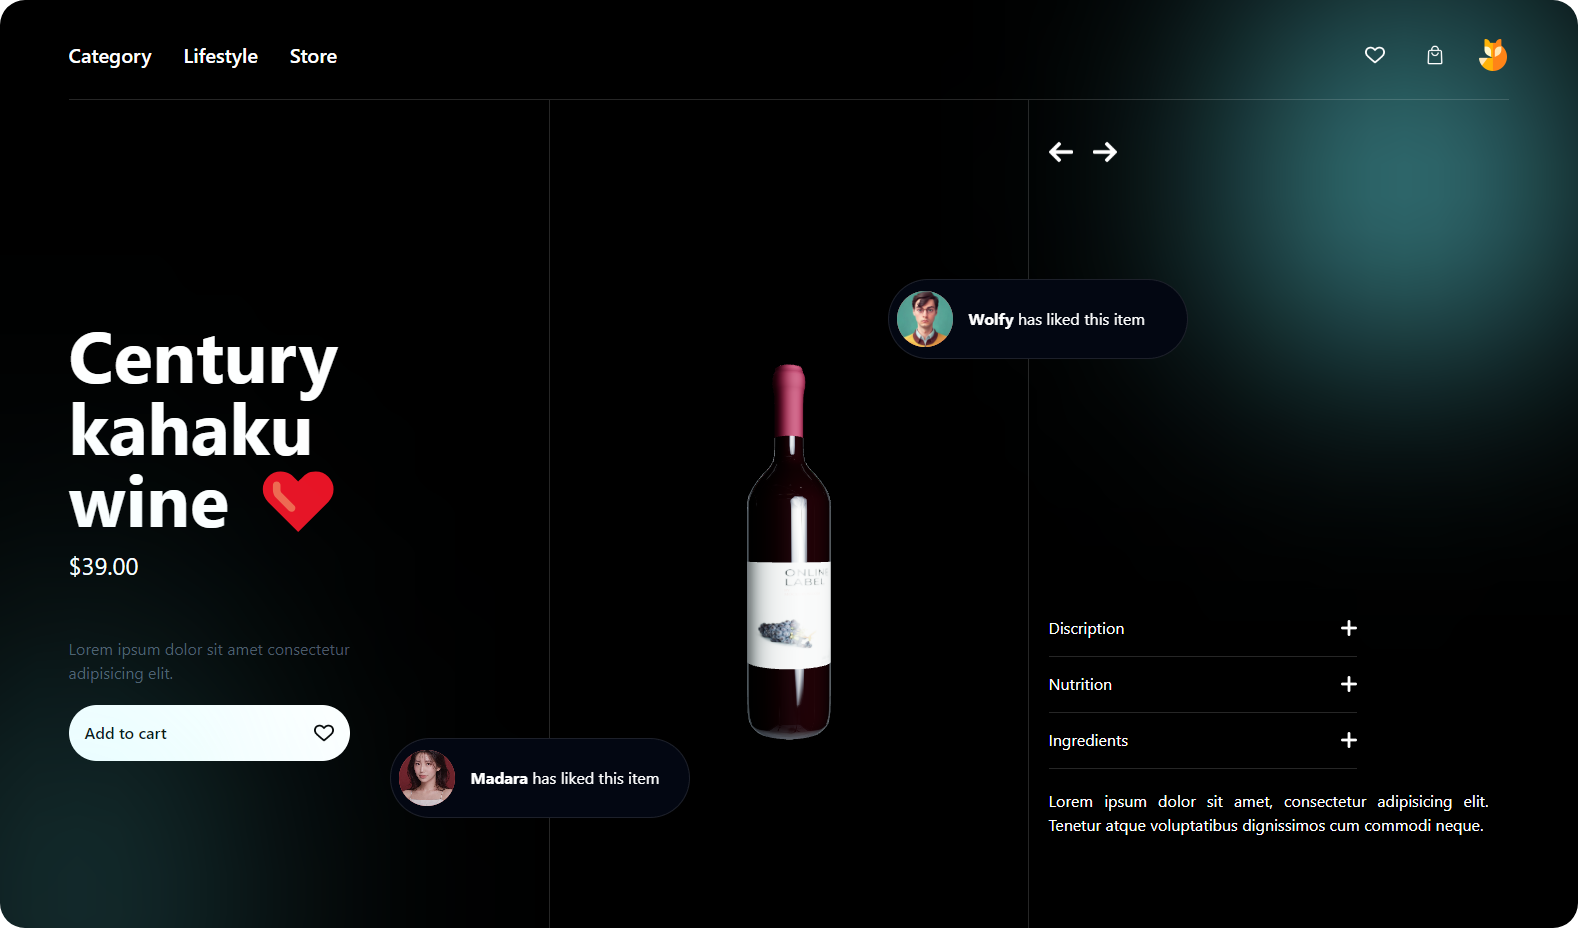 Category Lifestyle Store
Century
kahaku
wine
$39.00
Lorem ipsum dolor sit amet consectetur
adipisicing elit.
Add to cart
Madara has liked this item
ONLINE
LABEL
Wolfy has liked this item
Discription
Nutrition
Ingredients
Lorem ipsum dolor sit amet, consectetur adipisicing elit.
Tenetur atque voluptatibus dignissimos cum commodi neque.